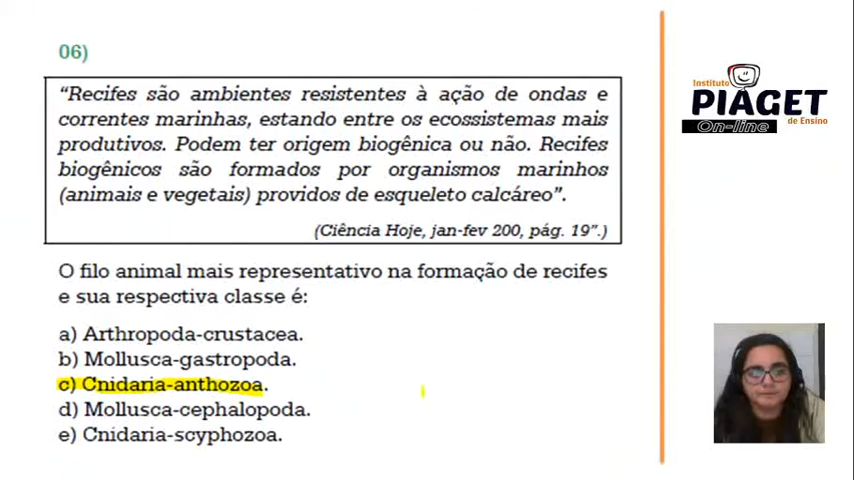 06)
“Recifes são ambientes resistentes à ação de ondas e
correntes marinhas, estando entre os ecossistemas mais
produtivos. Podem ter origem biogênica ou não. Recifes
biogênicos são formados por organismos marinhos
(animais e vegetais) providos de esqueleto calcáreo”.
(Ciência Hoje, jan-fev 200, pág. 19”.)
O filo animal mais representativo na formação de recifes
e sua respectiva classe é:
a) Arthropoda-crustacea.
b) Mollusca-gastropoda.
c) Cnidaria-anthozoa.
d) Mollusca-cephalopoda.
e) Cnidaria-scyphozoa.
Instituto
PIAGET
On-line de Ensino